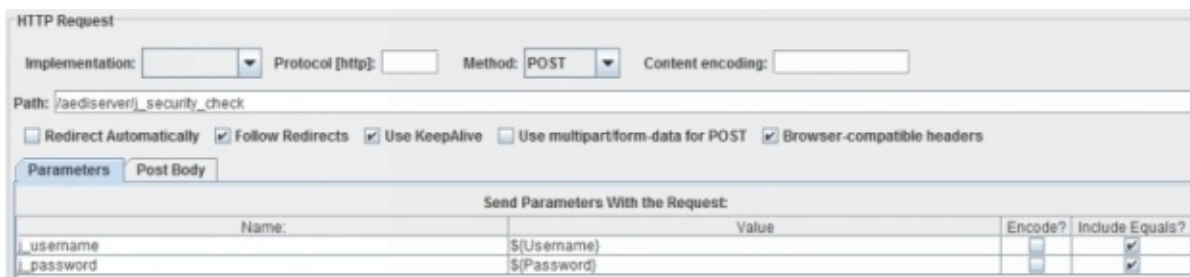 HTTP Request
Implementation: Protocol [http]: Method: POST Content encoding:
Path: /aediserver/j_security_check
Redirect Automatically Follow Redirects Use KeepAlive Use multipart/form-data for POST Browser-compatible headers
Parameters Post Body
Send Parameters With the Request:
Name: Value Encode? Include Equals?
j_username ${Username}
j_password ${Password}